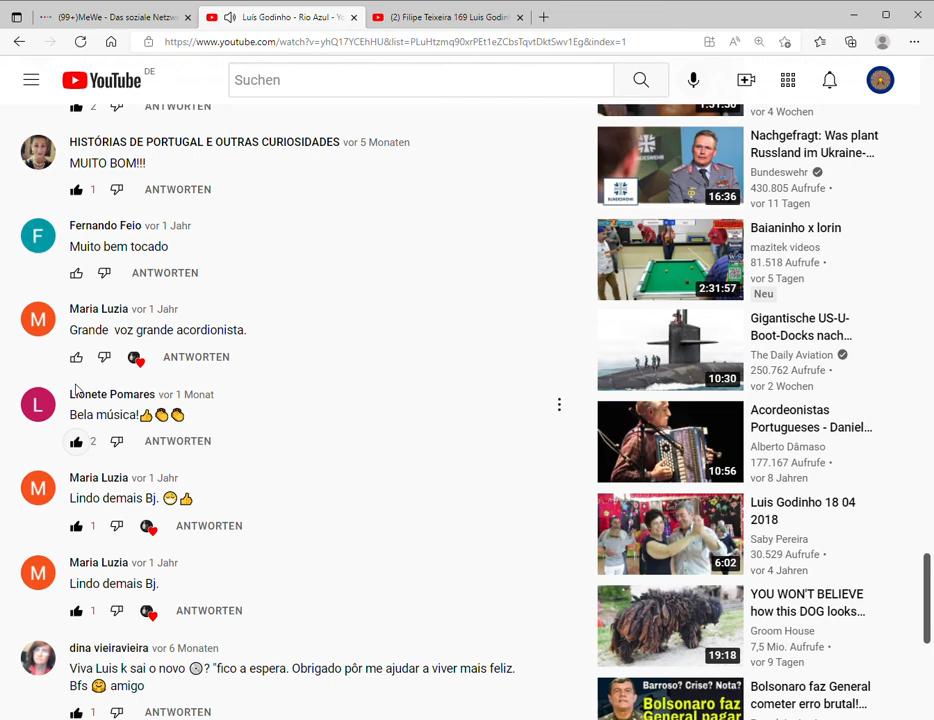 (99+)MeWe - Das soziale Netzw
Luís Godinho - Rio Azul - Yo
(2) Filipe Teixeira 169 Luis Godinh
https://www.youtube.com/watch?v=yhQ17YCEhHU&list=PLuHtzmq90xrPEt1eZCbsTqvtDktSwv1Eg&index=1
YouTube DE
Suchen
2 ANTWORTEN
HISTÓRIAS DE PORTUGAL E OUTRAS CURIOSIDADES vor 5 Monaten
MUITO BOM!!!
1 ANTWORTEN
F
Fernando Feio vor 1 Jahr
Muito bem tocado
ANTWORTEN
M
Maria Luzia vor 1 Jahr
Grande voz grande acordionista.
ANTWORTEN
L
Lionete Pomares vor 1 Monat
Bela música!👍👏👏
2 ANTWORTEN
M
Maria Luzia vor 1 Jahr
Lindo demais Bj. 😁👍
1 ANTWORTEN
M
Maria Luzia vor 1 Jahr
Lindo demais Bj.
1 ANTWORTEN
dina vieiravieira vor 6 Monaten
Viva Luis k sai o novo 💿? "fico a espera. Obrigado pôr me ajudar a viver mais feliz.
Bfs 🤗 amigo
1 ANTWORTEN
1:31:30
vor 4 Wochen
BUNDESWEHR
16:36
Nachgefragt: Was plant
Russland im Ukraine-...
Bundeswehr
430.805 Aufrufe •
vor 11 Tagen
2:31:57
Baianinho x lorin
mazitek videos
81.518 Aufrufe •
vor 5 Tagen
Neu
10:30
Gigantische US-U-
Boot-Docks nach...
The Daily Aviation
250.762 Aufrufe •
vor 2 Wochen
10:56
Acordeonistas
Portugueses - Daniel...
Alberto Dâmaso
177.167 Aufrufe •
vor 8 Jahren
6:02
Luis Godinho 18 04
2018
Saby Pereira
30.529 Aufrufe •
vor 4 Jahren
19:18
YOU WON'T BELIEVE
how this DOG looks...
Groom House
7,5 Mio. Aufrufe •
vor 9 Tagen
Barroso? Crise? Nota?
Bolsonaro faz
General pagar
Bolsonaro faz General
cometer erro brutal!...